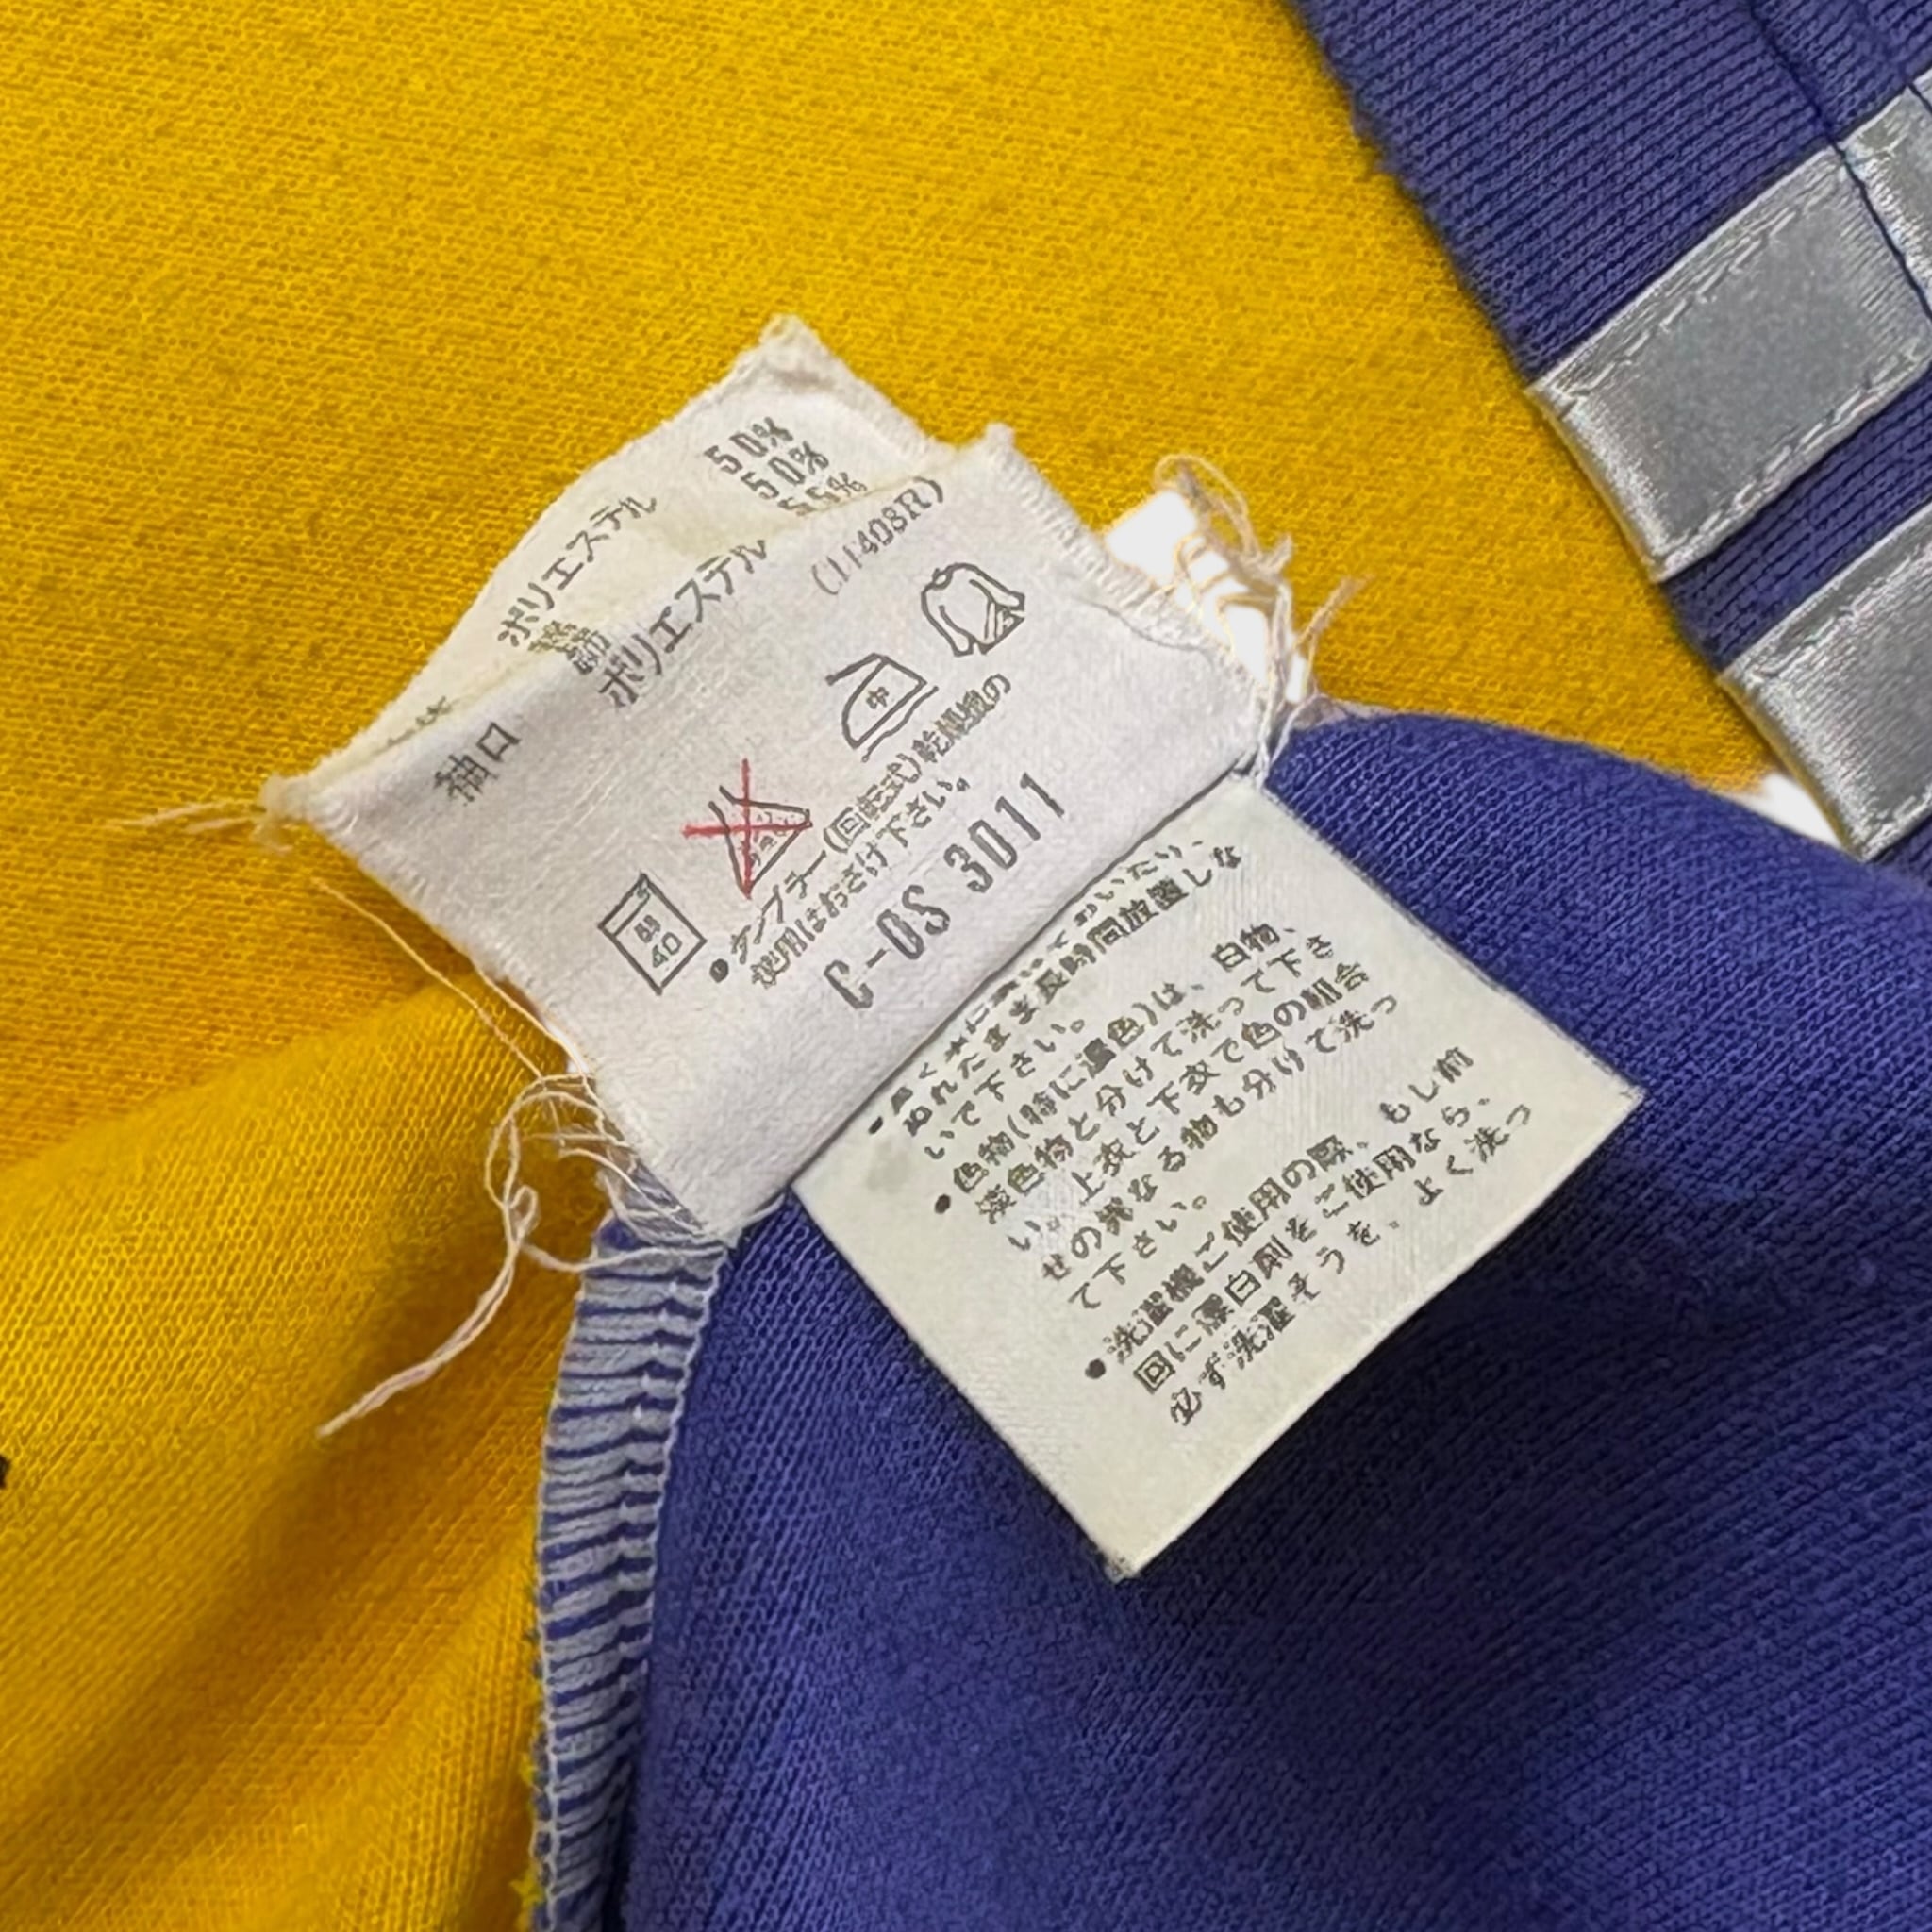 ポリエステル 50%
綿 50%
袖口 ポリエステル 55%
(11408R)
40
中
・タンブラー(回転式)乾燥機の
使用はおさけ下さい。
C-OS 3011
ぬれたまま長時間放置しな
いで下さい。
・色物(特に濃色)は、白物、
淡色物と分けて洗って下さ
い。上衣と下衣で色の組合
せの異なる物も分けて洗っ
て下さい。
・洗濯機ご使用の際、もし前
回に漂白剤をご使用なら、
必ず洗濯そうを、よく洗っ